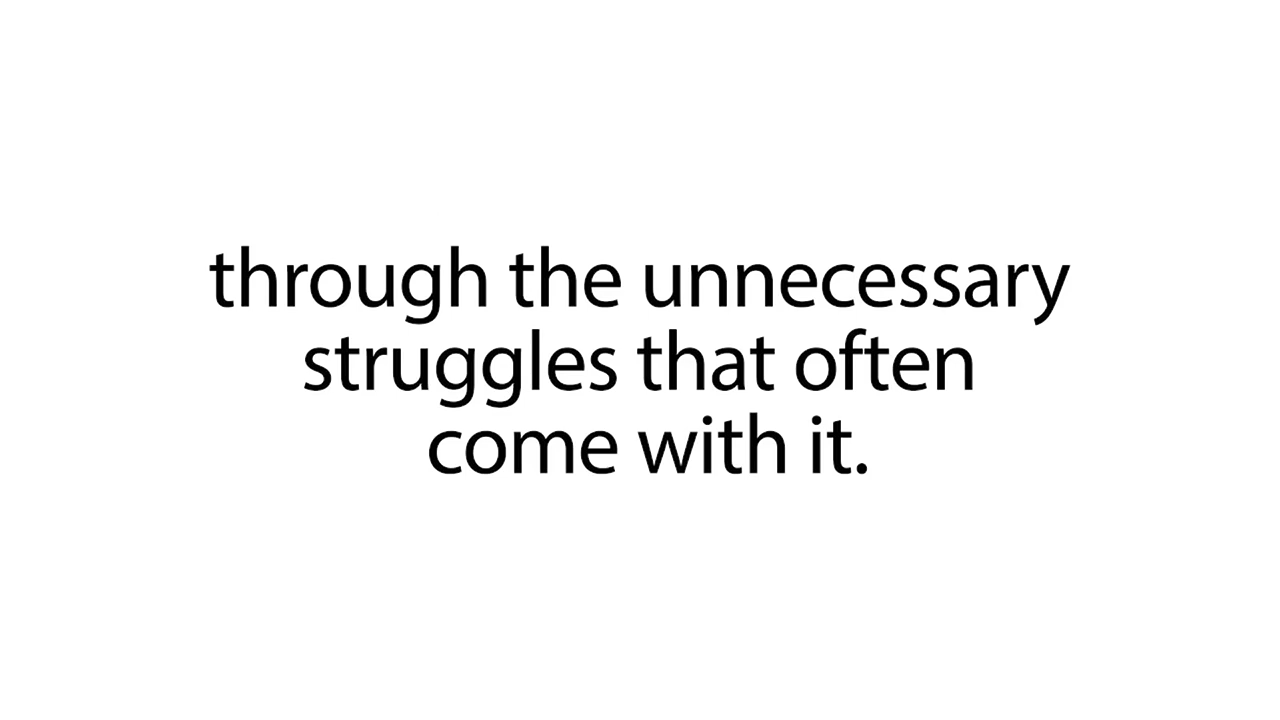 through the unnecessary
struggles that often
come with it.